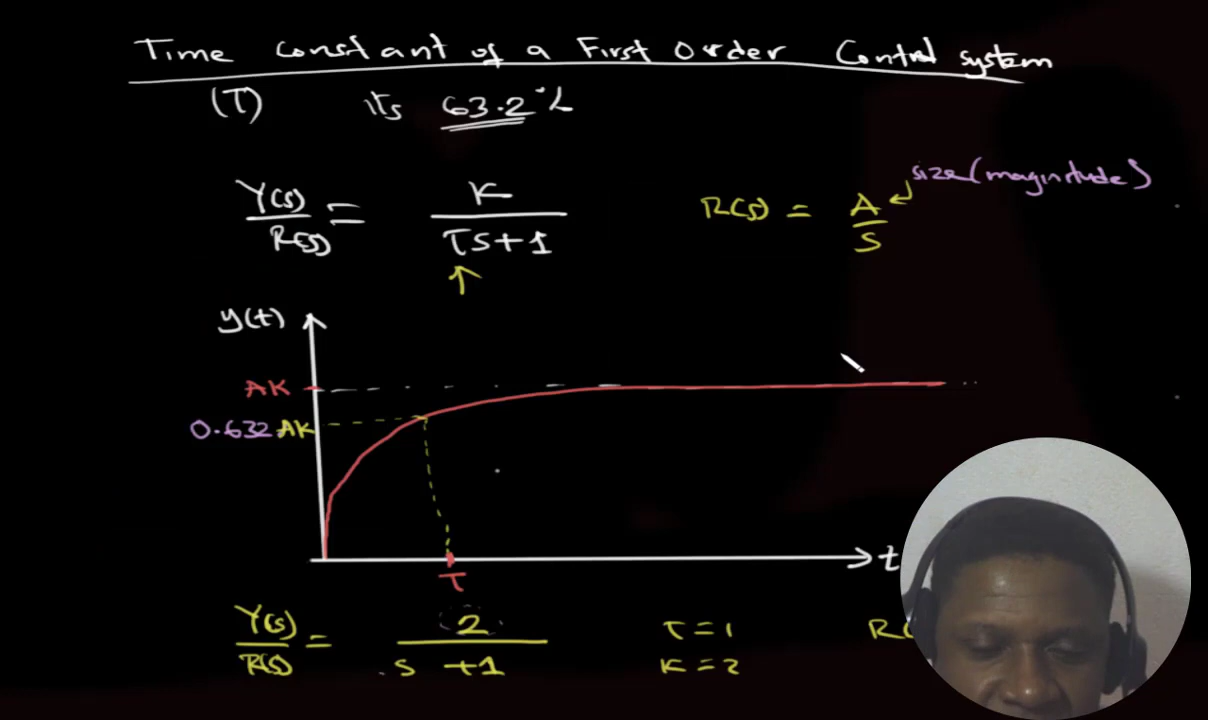 Time constant of a First Order Control system
(T) its 63.2%
Y(s)/R(s) = K/(τs+1) R(s) = A/s size(magnitude)
y(t)
AK
0.632AK
t
τ
Y(s)/R(s) = 2/(s+1) τ=1 R(
K=2